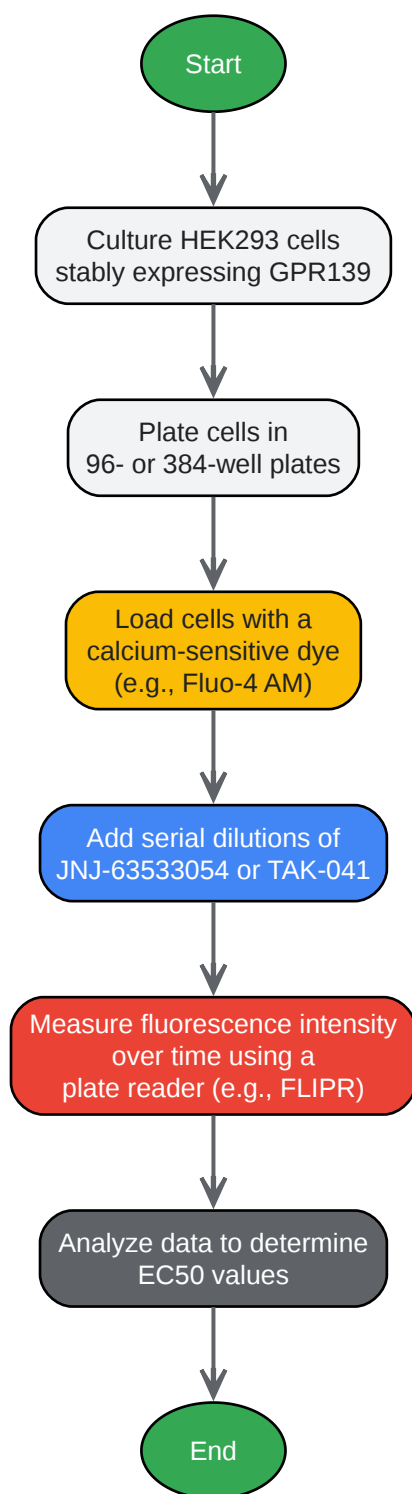 Start
Culture HEK293 cells
stably expressing GPR139
Plate cells in
96- or 384-well plates
Load cells with a
calcium-sensitive dye
(e.g., Fluo-4 AM)
Add serial dilutions of
JNJ-63533054 or TAK-041
Measure fluorescence intensity
over time using a
plate reader (e.g., FLIPR)
Analyze data to determine
EC50 values
End